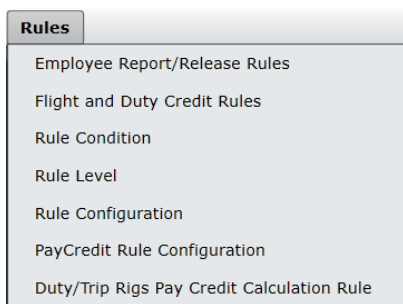 Rules
Employee Report/Release Rules
Flight and Duty Credit Rules
Rule Condition
Rule Level
Rule Configuration
PayCredit Rule Configuration
Duty/Trip Rigs Pay Credit Calculation Rule